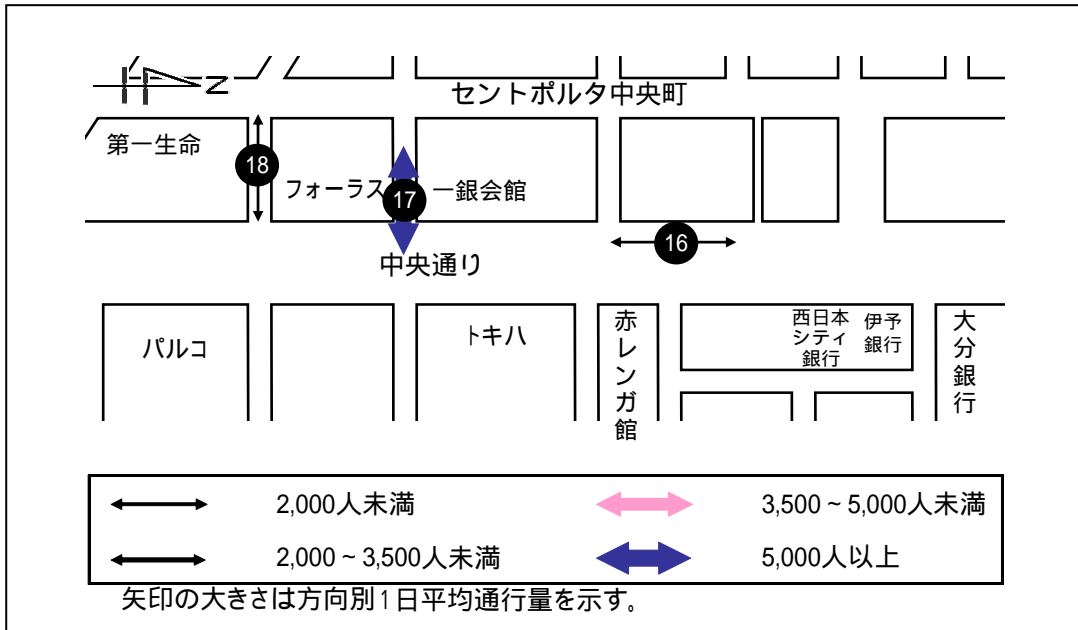 セントポルタ中央町
N
第一生命
18
フォーラス
17
一銀会館
16
中央通り
パルコ
トキハ
赤レンガ館
西日本
シティ
銀行
伊予
銀行
大分銀行
2,000人未満
3,500~5,000人未満
2,000~3,500人未満
5,000人以上
矢印の大きさは方向別1日平均通行量を示す。